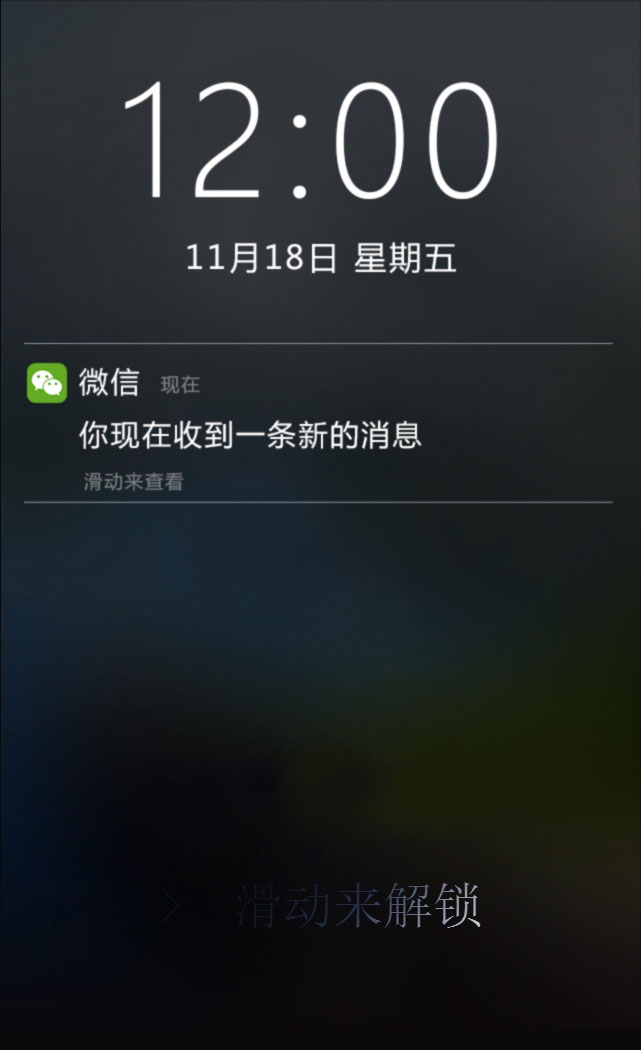 12:00
11月18日 星期五
微信 现在
你现在收到一条新的消息
滑动来查看
> 滑动来解锁